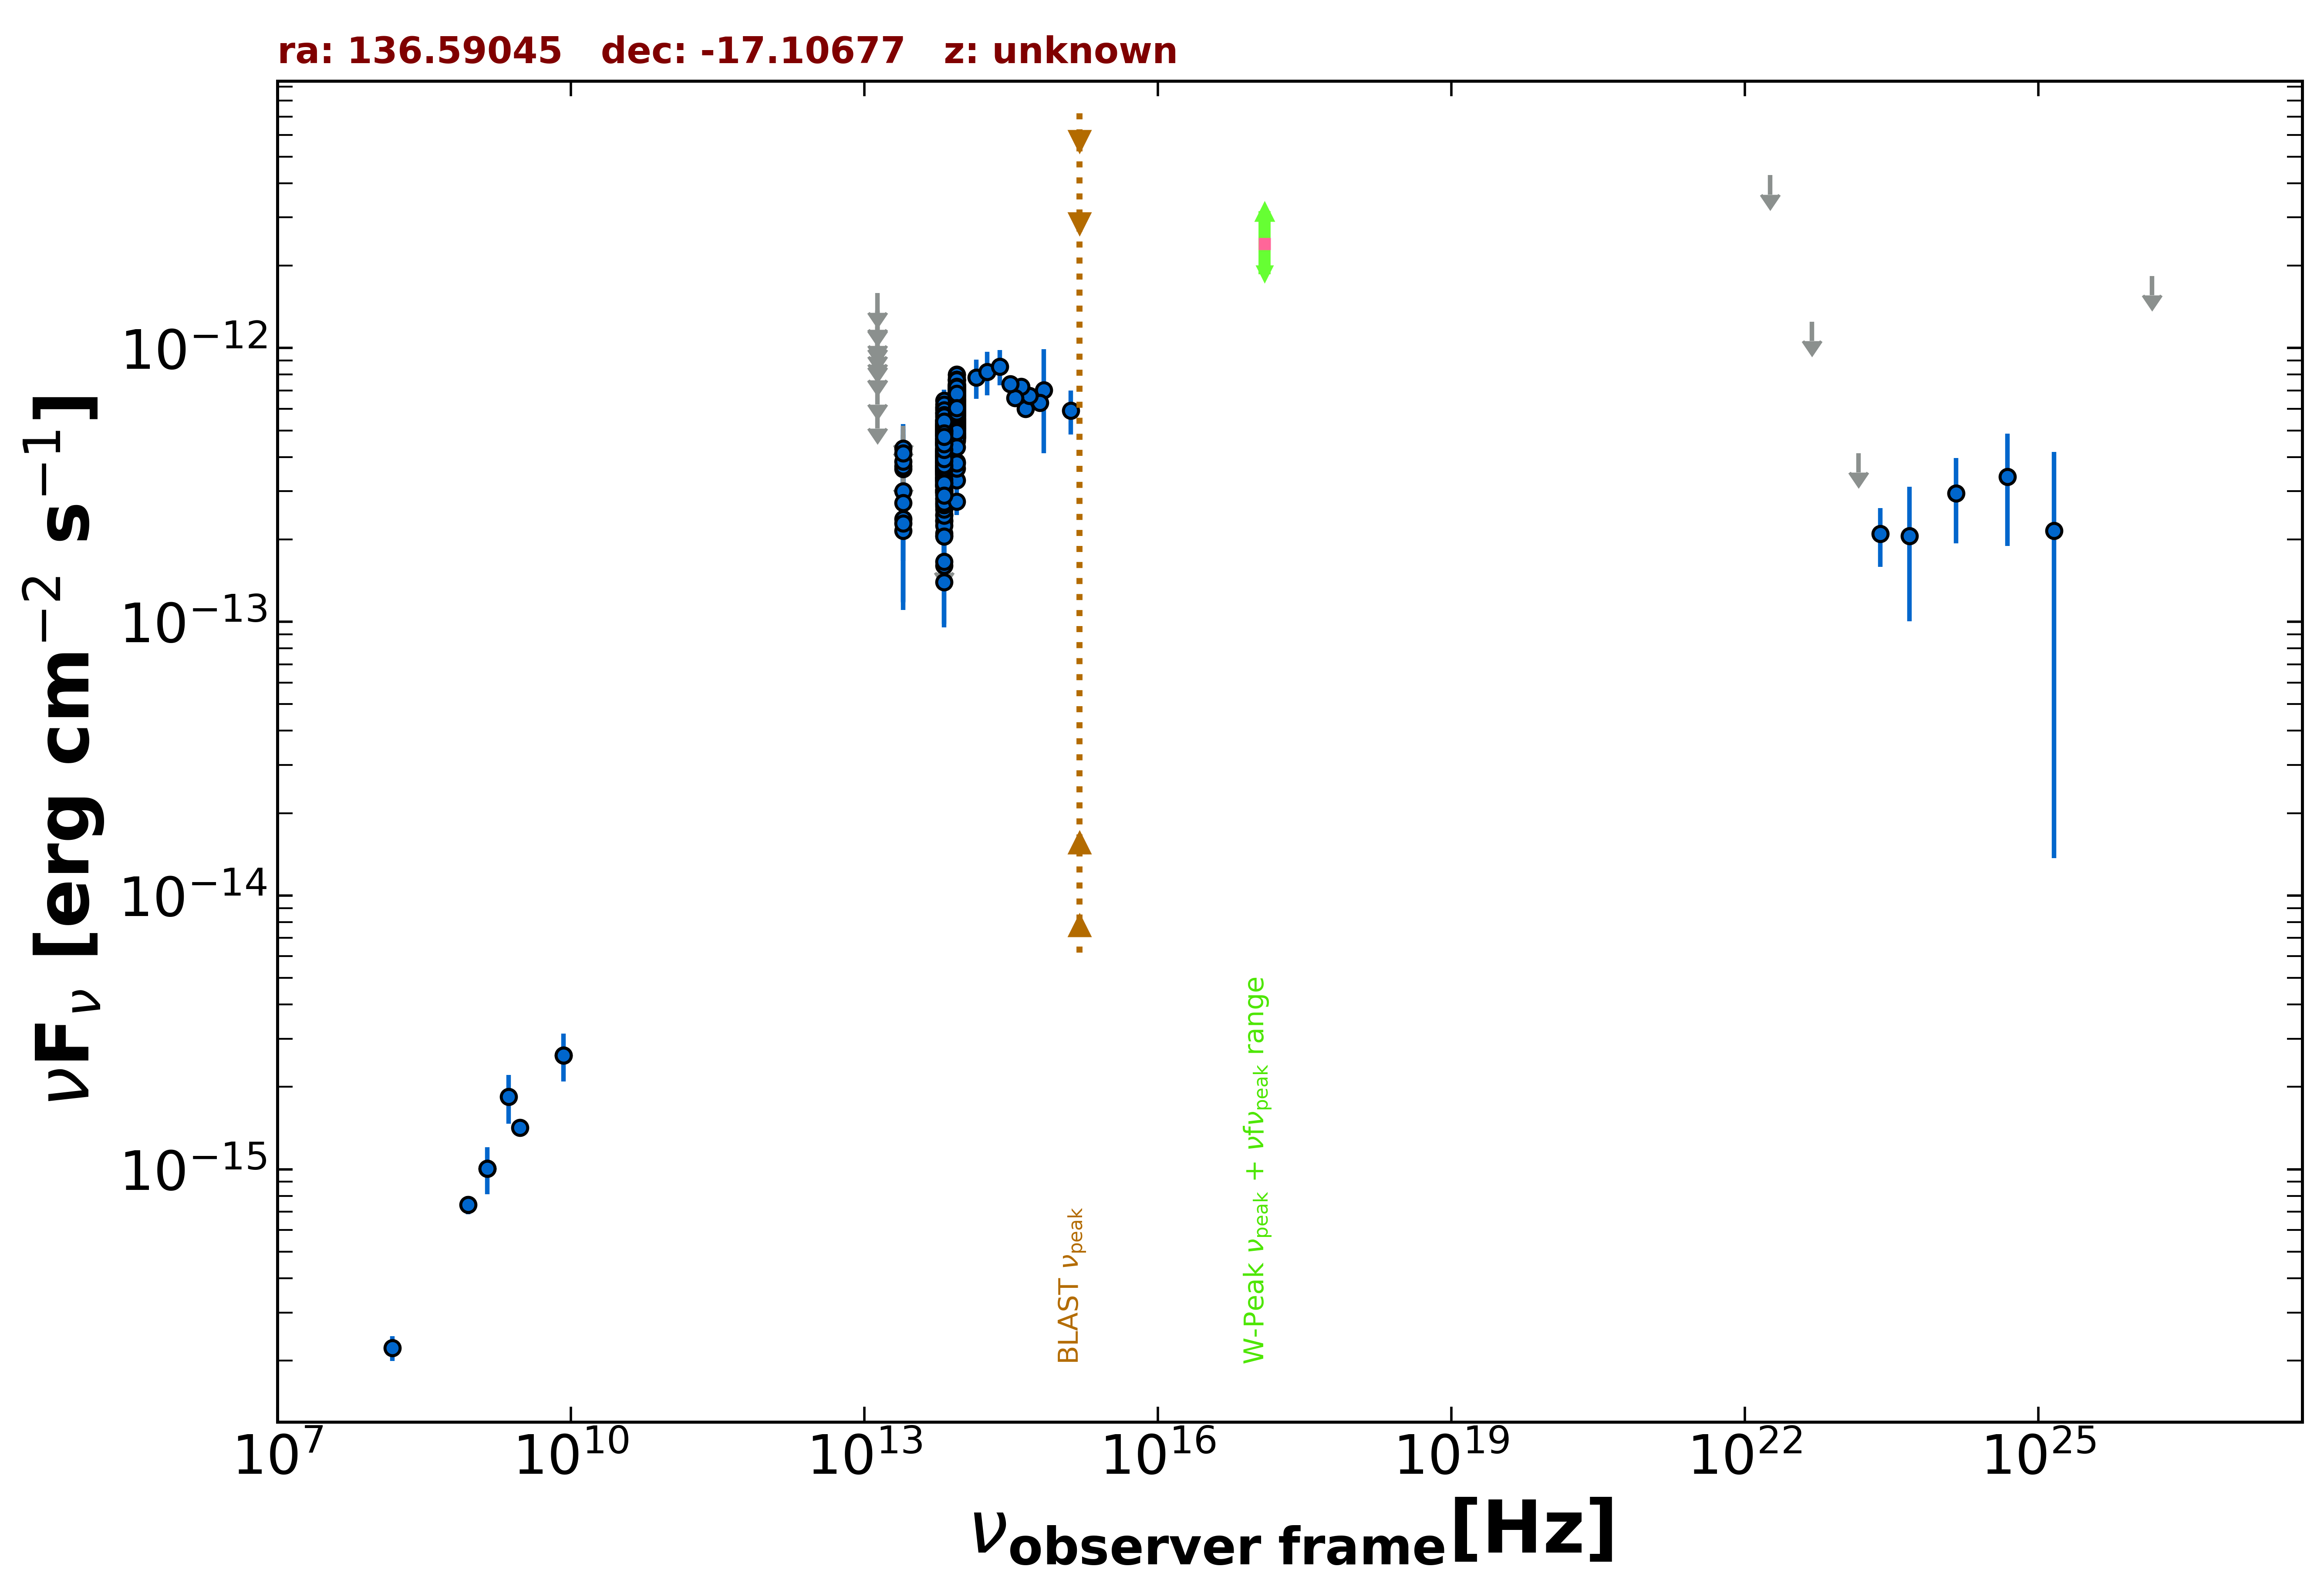 ra: 136.59045   dec: -17.10677   z: unknown
νFν [erg cm−2 s−1]
10−12
10−13
10−14
10−15
BLAST νpeak
W-Peak νpeak + νfνpeak range
107 1010 1013 1016 1019 1022 1025
νobserver frame[Hz]